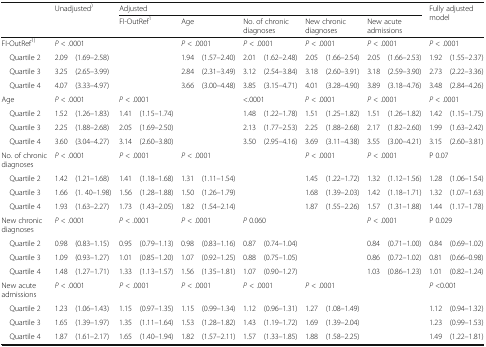 Unadjusted¹ Adjusted Fully adjusted model
FI-OutRef¹ Age No. of chronic diagnoses New chronic diagnoses New acute admissions
FI-OutRef¹⁾ P < .0001 P < .0001 P < .0001 P < .0001 P < .0001 P < .0001
Quartile 2 2.09 (1.69–2.58) 1.94 (1.57–2.40) 2.01 (1.62–2.48) 2.05 (1.66–2.54) 2.05 (1.66–2.53) 1.92 (1.55–2.37)
Quartile 3 3.25 (2.65–3.99) 2.84 (2.31–3.49) 3.12 (2.54–3.84) 3.18 (2.60–3.91) 3.18 (2.59–3.90) 2.73 (2.22–3.36)
Quartile 4 4.07 (3.33–4.97) 3.66 (3.00–4.48) 3.85 (3.15–4.71) 4.01 (3.28–4.90) 3.89 (3.18–4.76) 3.48 (2.84–4.26)
Age P < .0001 P < .0001 <.0001 P < .0001 P < .0001 P < .0001
Quartile 2 1.52 (1.26–1.83) 1.41 (1.15–1.74) 1.48 (1.22–1.78) 1.51 (1.25–1.82) 1.51 (1.26–1.82) 1.42 (1.15–1.75)
Quartile 3 2.25 (1.88–2.68) 2.05 (1.69–2.50) 2.13 (1.77–2.53) 2.25 (1.88–2.68) 2.17 (1.82–2.60) 1.99 (1.63–2.42)
Quartile 4 3.60 (3.04–4.27) 3.14 (2.60–3.80) 3.50 (2.95–4.16) 3.69 (3.11–4.38) 3.55 (3.00–4.21) 3.15 (2.60–3.81)
No. of chronic diagnoses P < .0001 P < .0001 P < .0001 P < .0001 P < .0001 P 0.07
Quartile 2 1.42 (1.21–1.68) 1.41 (1.18–1.68) 1.31 (1.11–1.54) 1.45 (1.22–1.72) 1.32 (1.12–1.56) 1.28 (1.06–1.54)
Quartile 3 1.66 (1. 40–1.98) 1.56 (1.28–1.88) 1.50 (1.26–1.79) 1.68 (1.39–2.03) 1.42 (1.18–1.71) 1.32 (1.07–1.63)
Quartile 4 1.93 (1.63–2.27) 1.73 (1.43–2.05) 1.82 (1.54–2.14) 1.87 (1.55–2.26) 1.57 (1.31–1.88) 1.44 (1.17–1.78)
New chronic diagnoses P < .0001 P < .0001 P < .0001 P 0.060 P < .0001 P 0.029
Quartile 2 0.98 (0.83–1.15) 0.95 (0.79–1.13) 0.98 (0.83–1.16) 0.87 (0.74–1.04) 0.84 (0.71–1.00) 0.84 (0.69–1.02)
Quartile 3 1.09 (0.93–1.27) 1.01 (0.85–1.20) 1.07 (0.92–1.25) 0.88 (0.75–1.05) 0.86 (0.72–1.02) 0.81 (0.66–0.98)
Quartile 4 1.48 (1.27–1.71) 1.33 (1.13–1.57) 1.56 (1.35–1.81) 1.07 (0.90–1.27) 1.03 (0.86–1.23) 1.01 (0.82–1.24)
New acute admissions P < .0001 P < .0001 P < .0001 P < .0001 P < .0001 P <0.001
Quartile 2 1.23 (1.06–1.43) 1.15 (0.97–1.35) 1.15 (0.99–1.34) 1.12 (0.96–1.31) 1.27 (1.08–1.49) 1.12 (0.94–1.32)
Quartile 3 1.65 (1.39–1.97) 1.35 (1.11–1.64) 1.53 (1.28–1.82) 1.43 (1.19–1.72) 1.69 (1.39–2.04) 1.23 (0.99–1.53)
Quartile 4 1.87 (1.61–2.17) 1.65 (1.40–1.94) 1.82 (1.57–2.11) 1.57 (1.33–1.85) 1.88 (1.58–2.25) 1.49 (1.22–1.81)